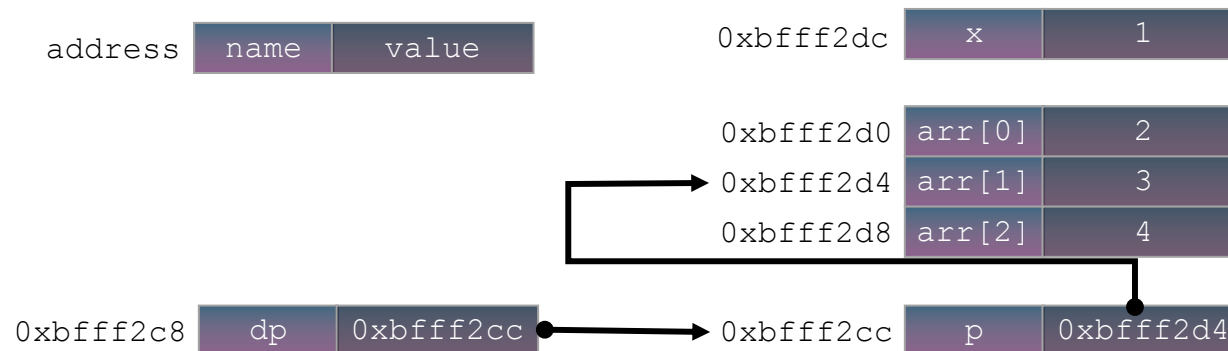 address name value
0xbfff2dc x 1
0xbfff2d0 arr[0] 2
0xbfff2d4 arr[1] 3
0xbfff2d8 arr[2] 4
0xbfff2c8 dp 0xbfff2cc 0xbfff2cc p 0xbfff2d4